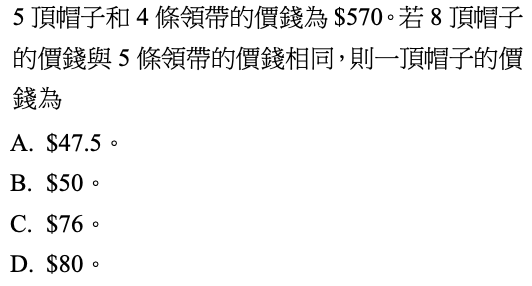 5 頂帽子和 4 條領帶的價錢為 $570。若 8 頂帽子
的價錢與 5 條領帶的價錢相同，則一頂帽子的價
錢為
A. $47.5。
B. $50。
C. $76。
D. $80。